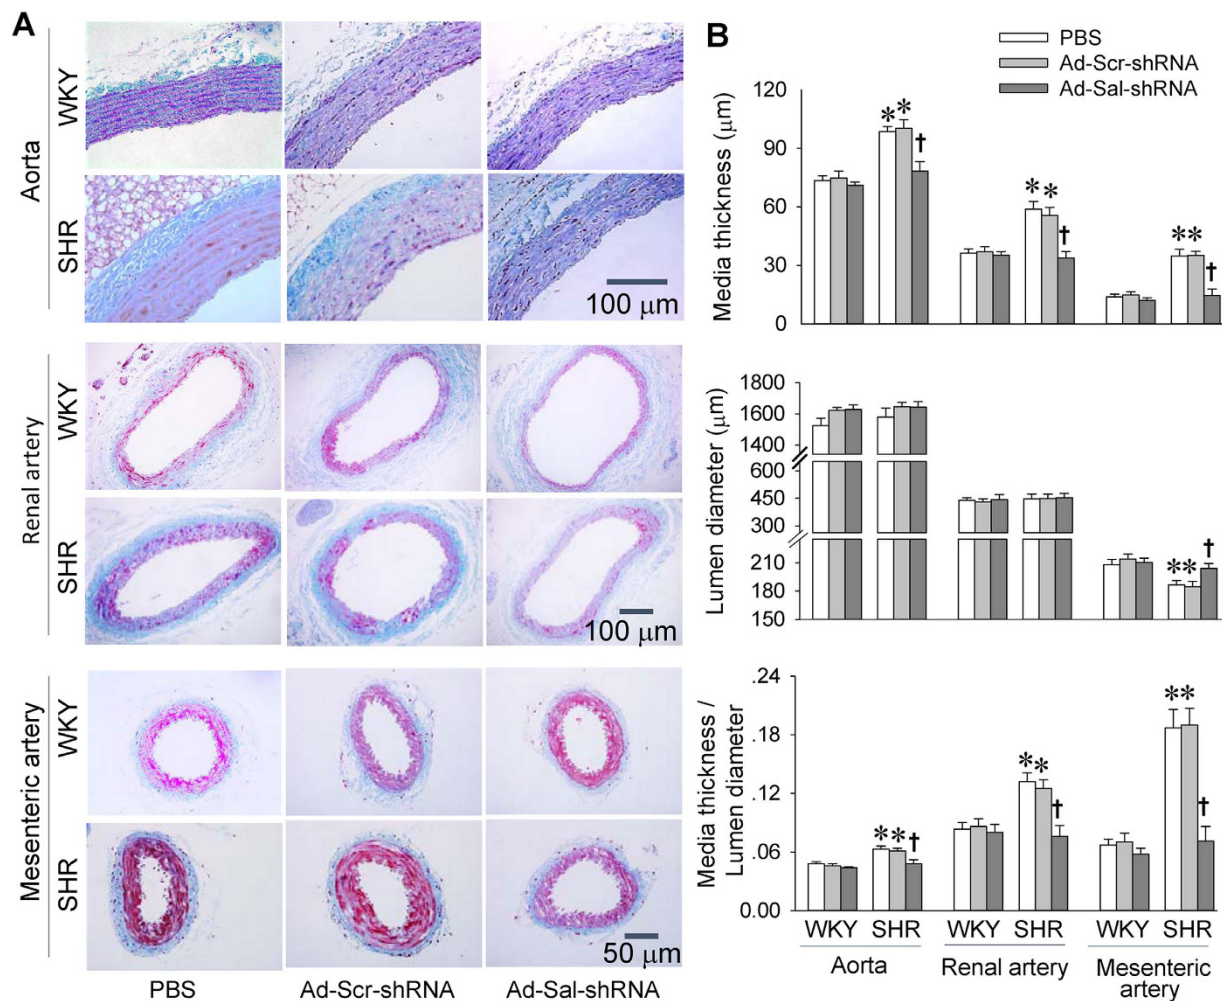 A
Aorta
WKY
SHR
100 μm
Renal artery
WKY
SHR
100 μm
Mesenteric artery
WKY
SHR
50 μm
PBS
Ad-Scr-shRNA
Ad-Sal-shRNA
B
PBS
Ad-Scr-shRNA
Ad-Sal-shRNA
Media thickness (μm)
120
90
60
30
0
* *
†
* *
†
**
†
Lumen diameter (μm)
1800
1600
1400
600
450
300
210
180
150
**
†
Media thickness /
Lumen diameter
.24
.18
.12
0.06
0.00
**
†
* *
†
**
†
WKY SHR WKY SHR WKY SHR
Aorta
Renal artery
Mesenteric
artery